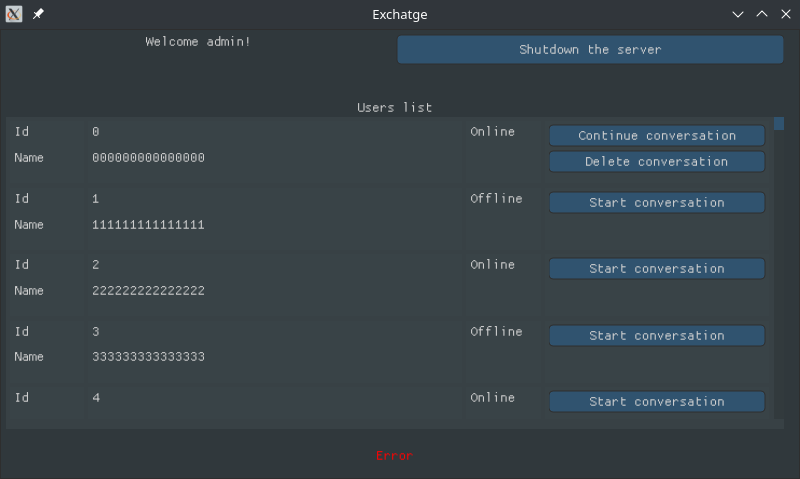 Exchatge
Welcome admin!
Shutdown the server
Users list
Id 0 Online Continue conversation
Name 000000000000000 Delete conversation
Id 1 Offline Start conversation
Name 111111111111111
Id 2 Online Start conversation
Name 222222222222222
Id 3 Offline Start conversation
Name 333333333333333
Id 4 Online Start conversation
Error